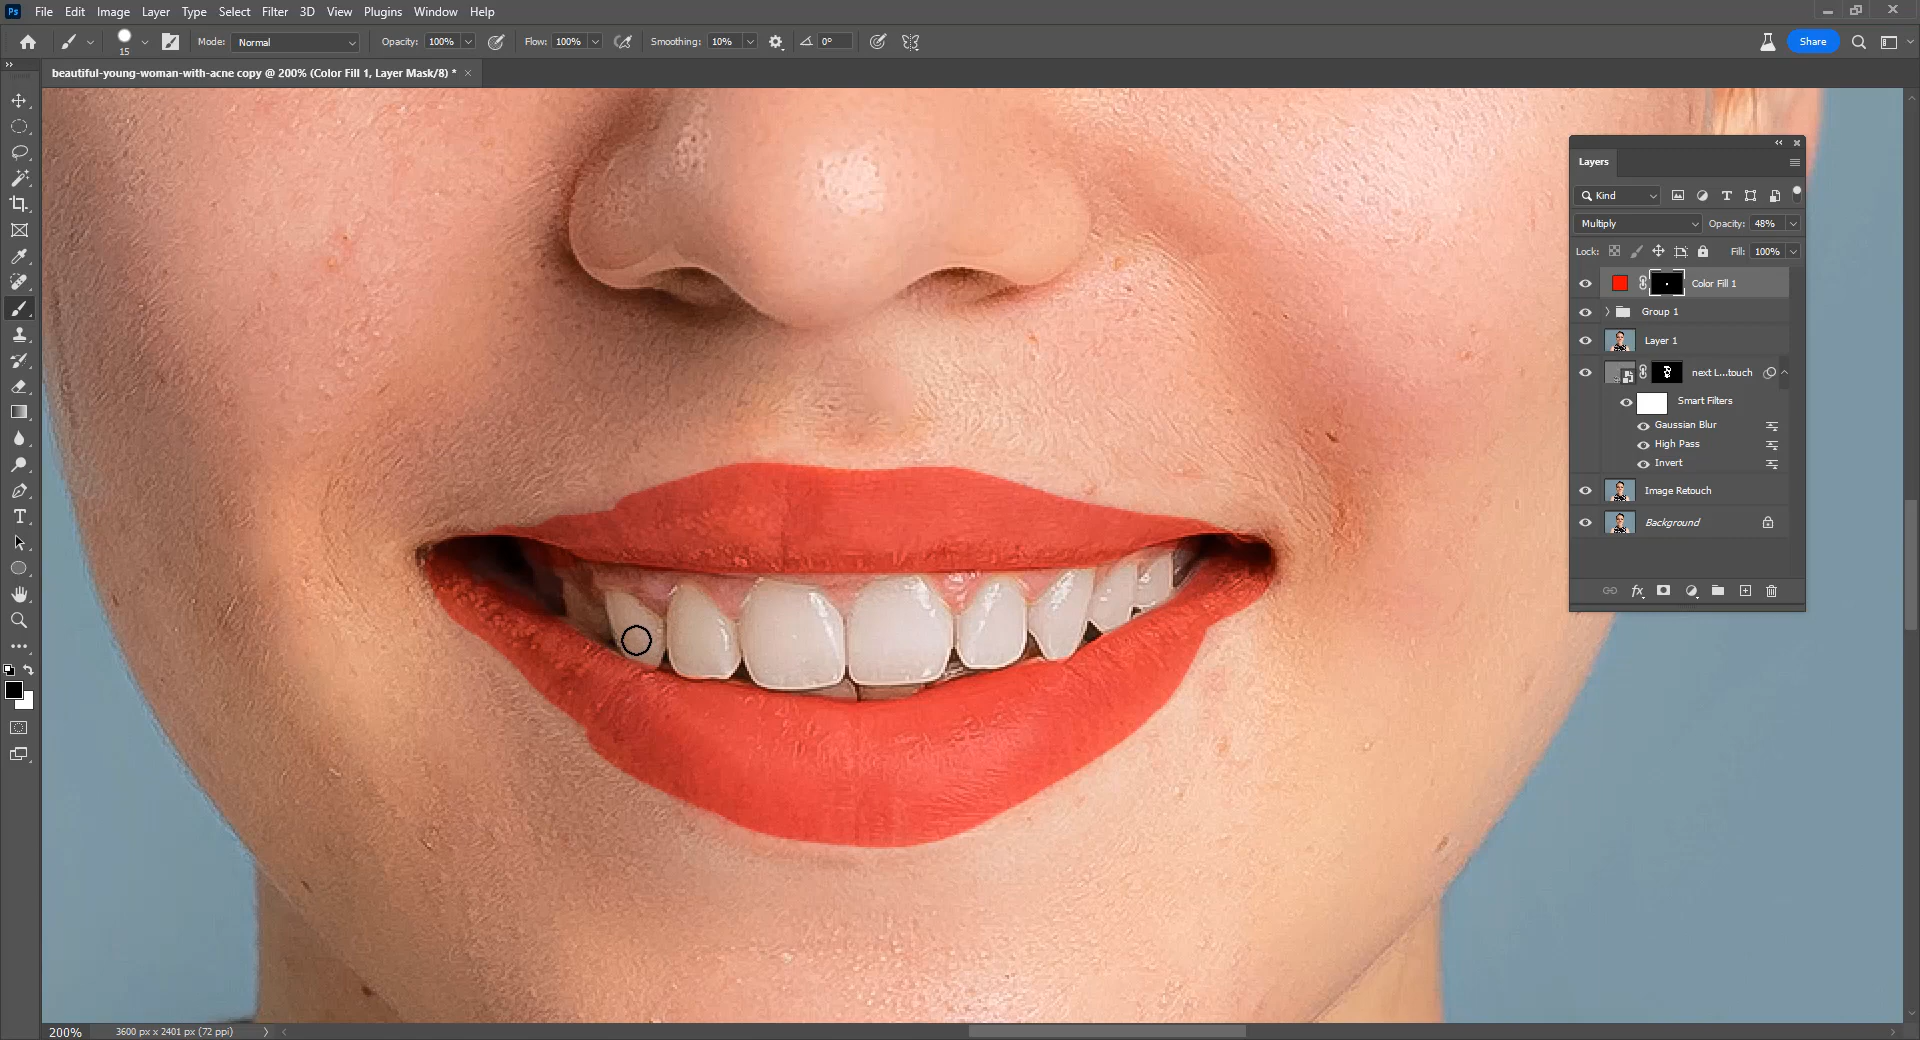 Ps File Edit Image Layer Type Select Filter 3D View Plugins Window Help
15 Mode: Normal Opacity: 100% Flow: 100% Smoothing: 10% 0° Share
beautiful-young-woman-with-acne copy @ 200% (Color Fill 1, Layer Mask/8) * ×
Layers
Kind
Multiply Opacity: 48%
Lock: Fill: 100%
Color Fill 1
Group 1
Layer 1
next L...touch
Smart Filters
Gaussian Blur
High Pass
Invert
Image Retouch
Background
fx
200% 3600 px x 2401 px (72 ppi)